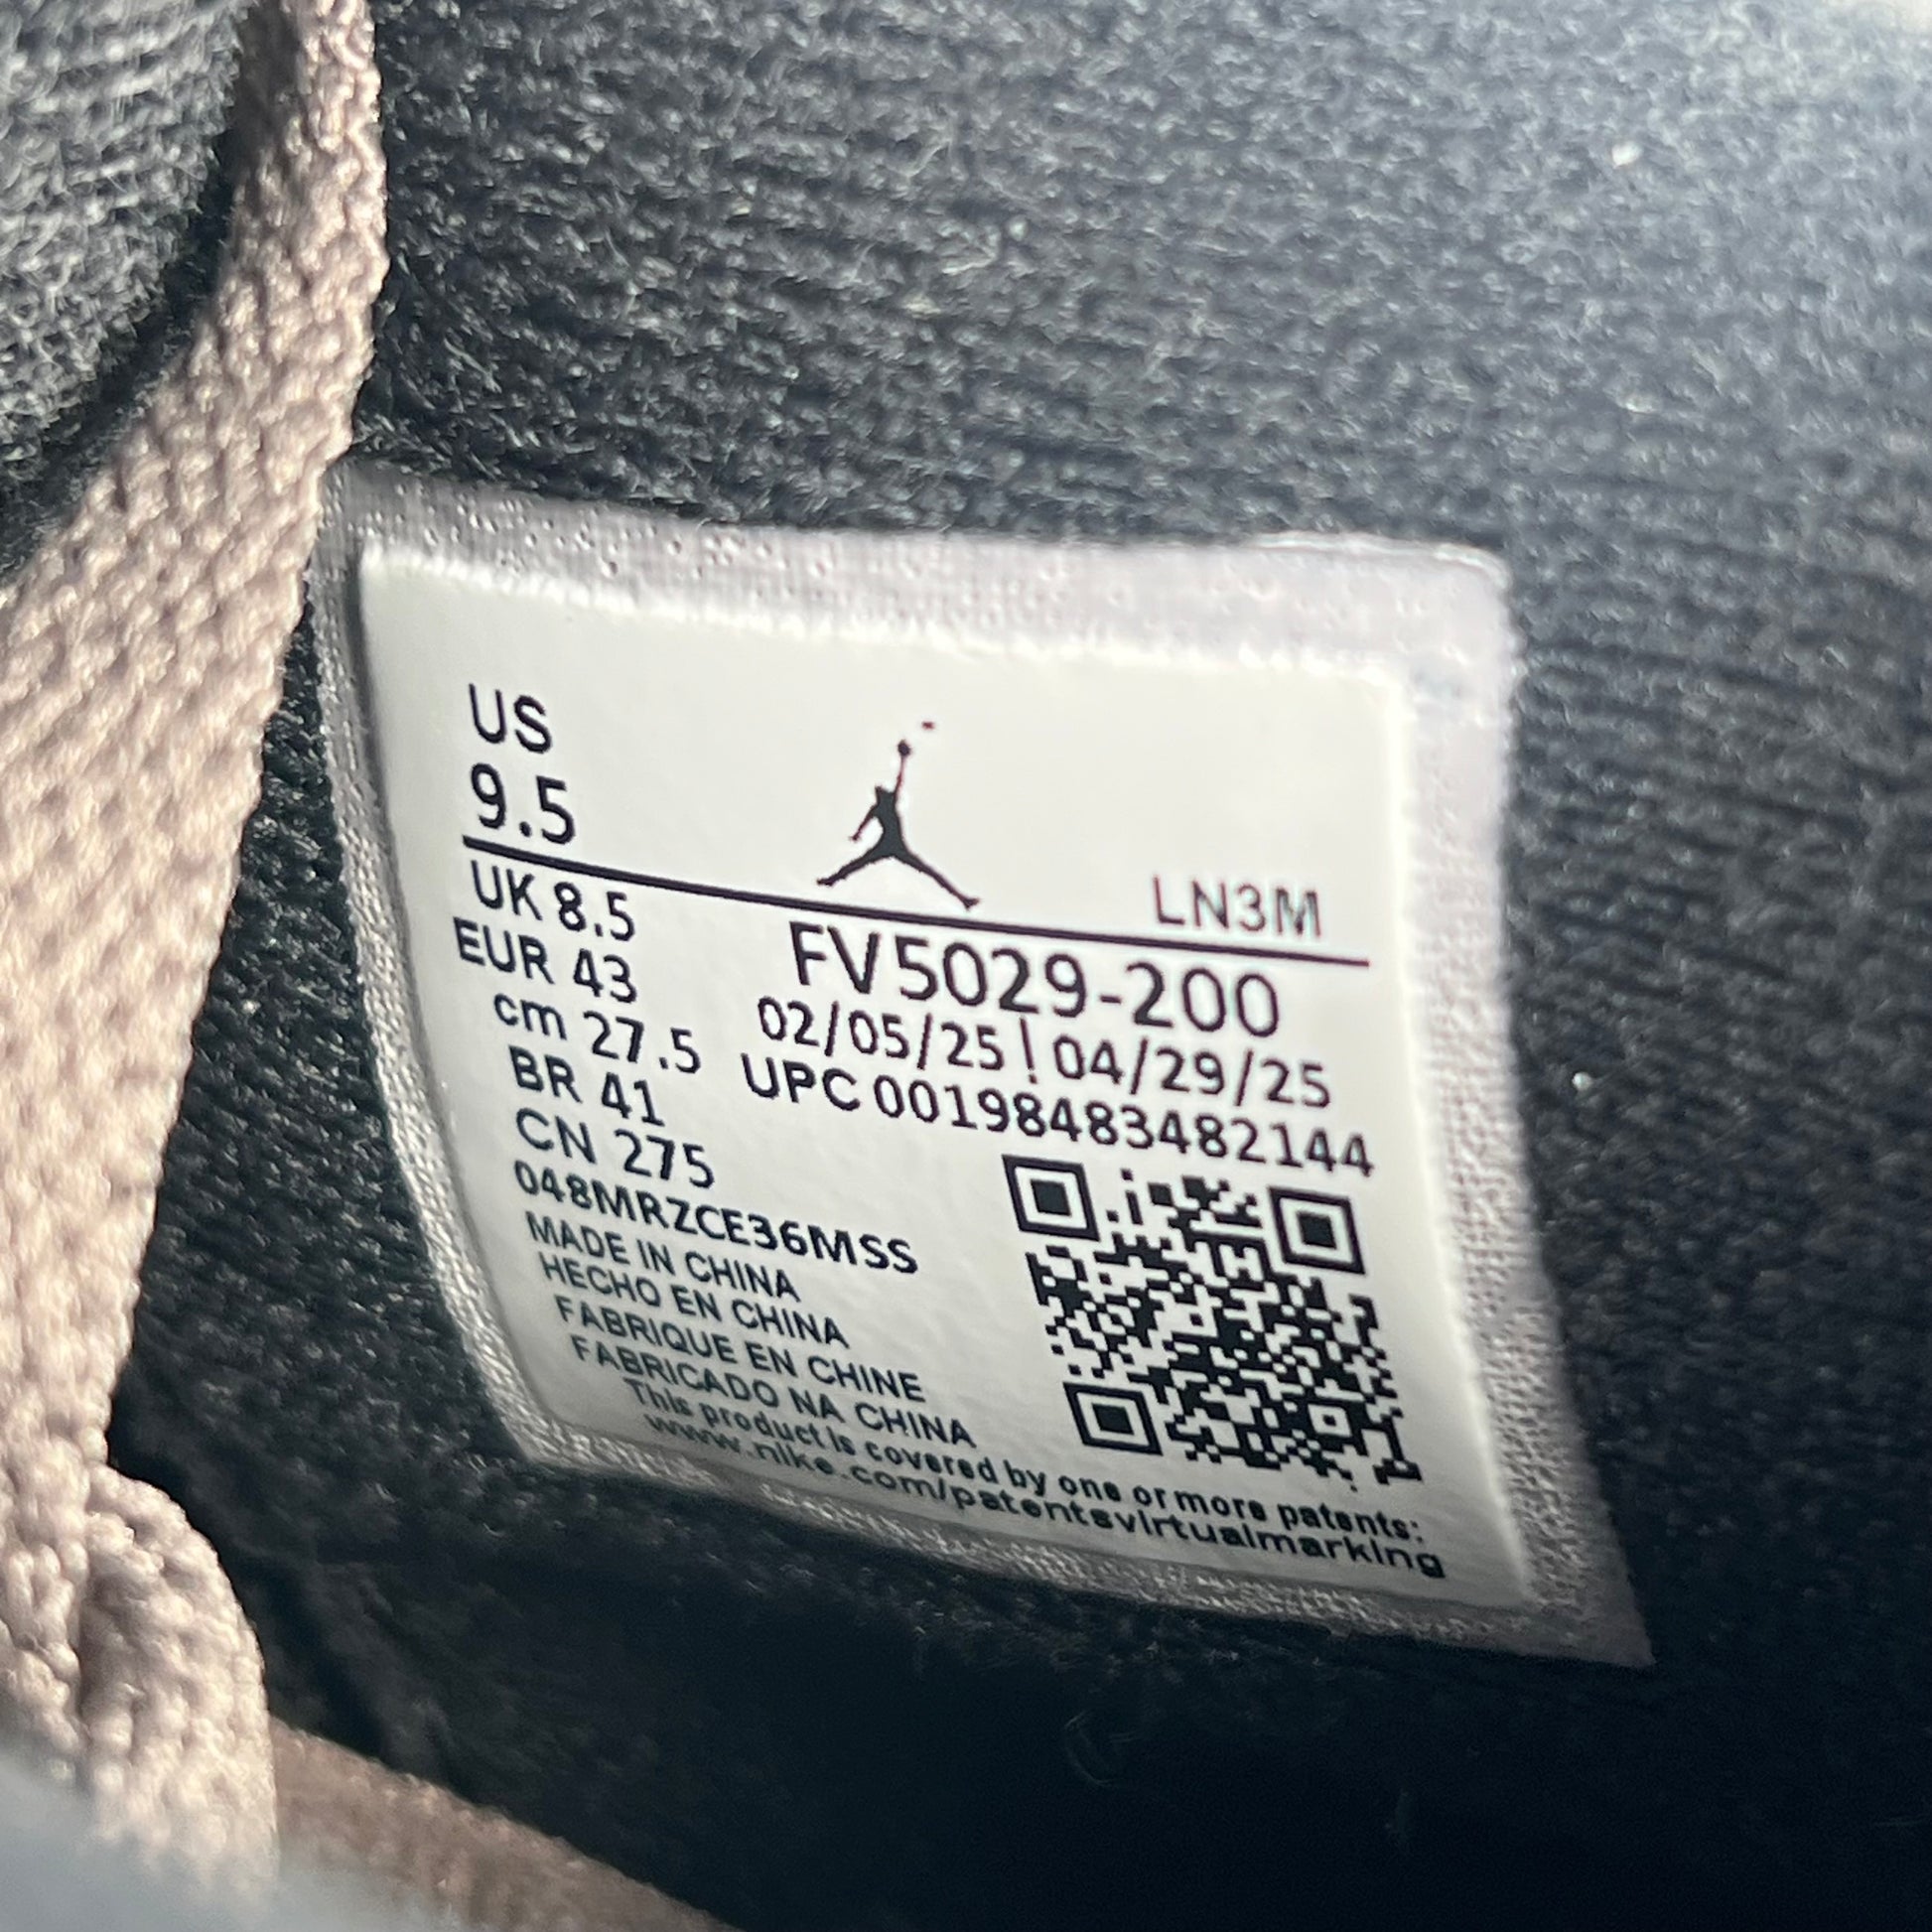 US
9.5
LN3M
UK 8.5
EUR 43
cm 27.5
BR 41
CN 275
FV5029-200
02/05/25 | 04/29/25
UPC 00198483482144
048MRZCE36MSS
MADE IN CHINA
HECHO EN CHINA
FABRIQUE EN CHINE
FABRICADO NA CHINA
This product is covered by one or more patents:
www.nike.com/patentsvirtualmarking